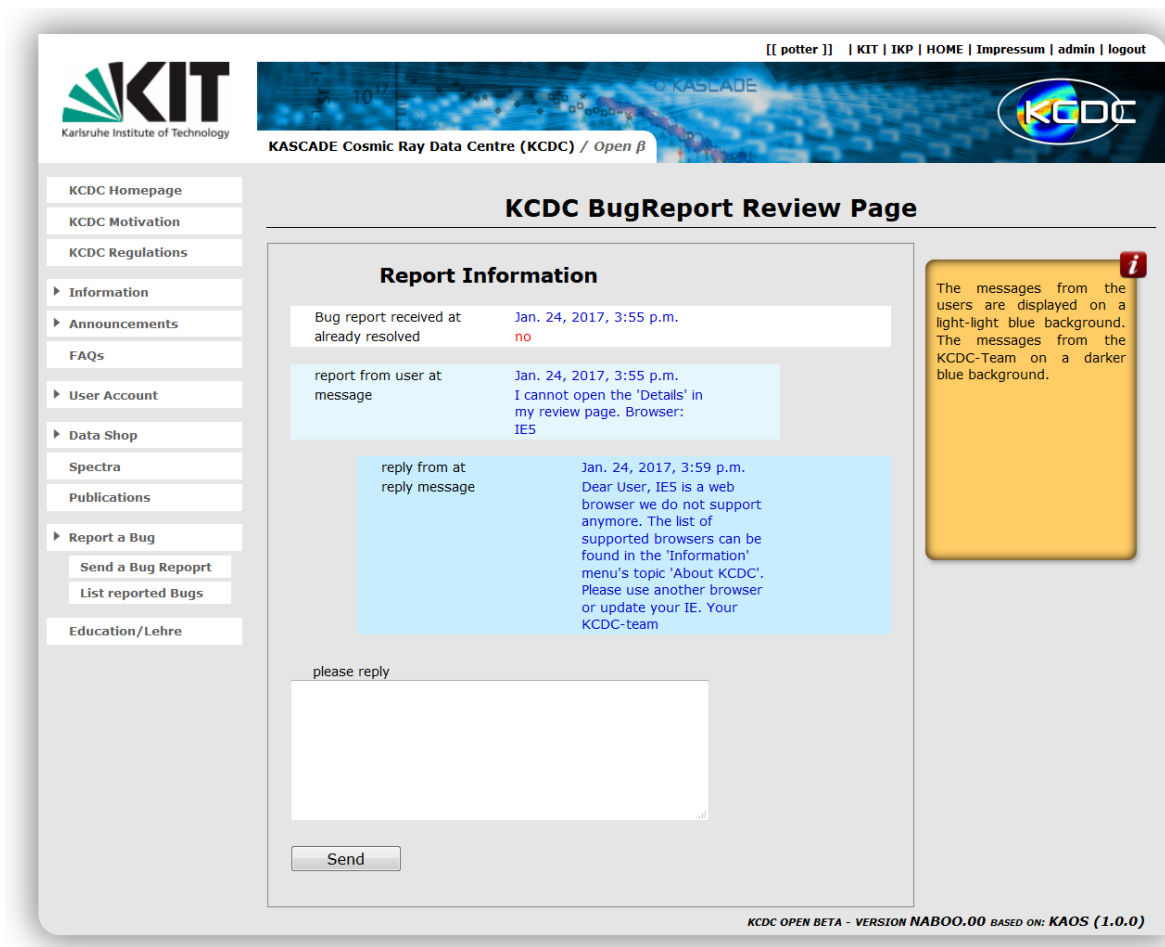 [[ potter ]] | KIT | IKP | HOME | Impressum | admin | logout
KIT
Karlsruhe Institute of Technology
10¹⁷
KASCADE
KCDC
KASCADE Cosmic Ray Data Centre (KCDC) / Open β
KCDC Homepage
KCDC Motivation
KCDC Regulations
Information
Announcements
FAQs
User Account
Data Shop
Spectra
Publications
Report a Bug
Send a Bug Repoprt
List reported Bugs
Education/Lehre
KCDC BugReport Review Page
Report Information
Bug report received at Jan. 24, 2017, 3:55 p.m.
already resolved no
report from user at Jan. 24, 2017, 3:55 p.m.
message I cannot open the 'Details' in
my review page. Browser:
IE5
reply from at Jan. 24, 2017, 3:59 p.m.
reply message Dear User, IE5 is a web
browser we do not support
anymore. The list of
supported browsers can be
found in the 'Information'
menu's topic 'About KCDC'.
Please use another browser
or update your IE. Your
KCDC-team
please reply
Send
i
The messages from the
users are displayed on a
light-light blue background.
The messages from the
KCDC-Team on a darker
blue background.
KCDC OPEN BETA - VERSION NABOO.00 BASED ON: KAOS (1.0.0)